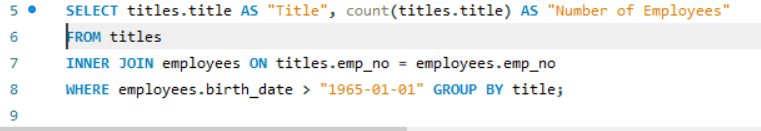 5 SELECT titles.title AS "Title", count(titles.title) AS "Number of Employees"
6 FROM titles
7 INNER JOIN employees ON titles.emp_no = employees.emp_no
8 WHERE employees.birth_date > "1965-01-01" GROUP BY title;
9